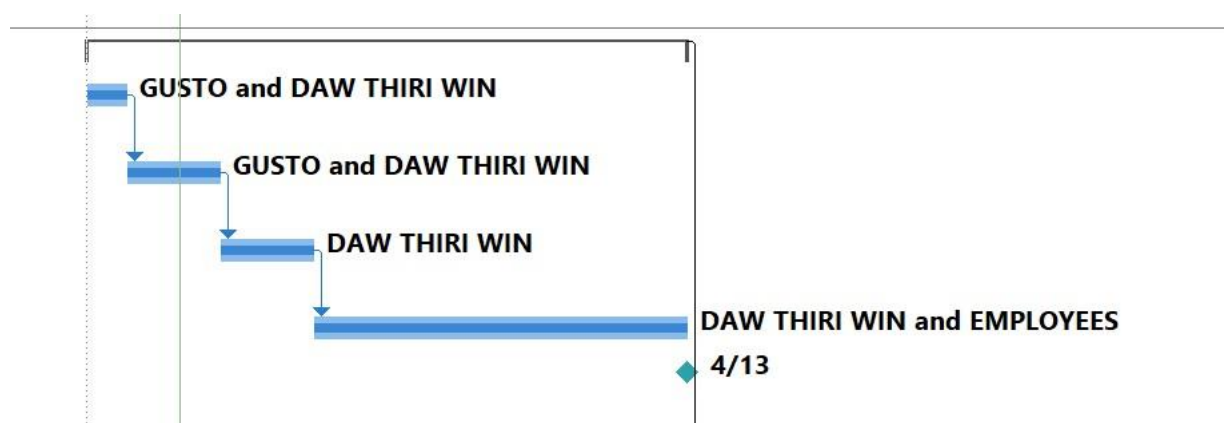 GUSTO and DAW THIRI WIN
GUSTO and DAW THIRI WIN
DAW THIRI WIN
DAW THIRI WIN and EMPLOYEES
4/13